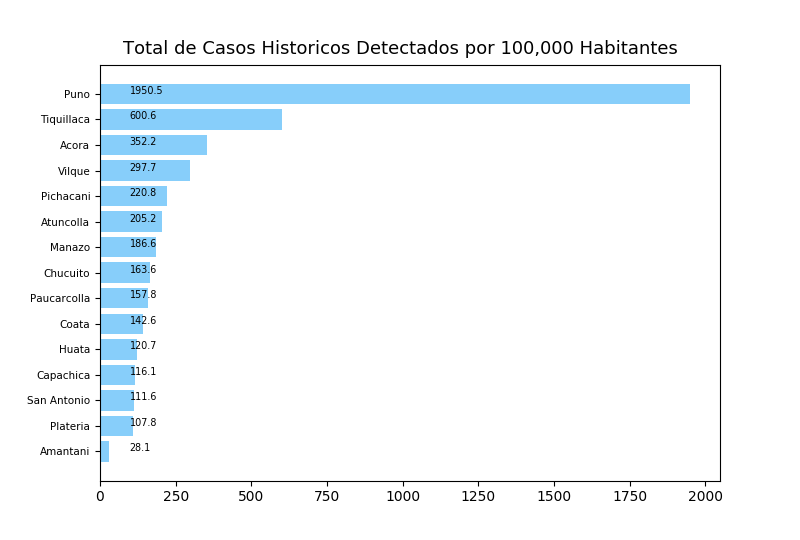 Total de Casos Historicos Detectados por 100,000 Habitantes
Puno 1950.5
Tiquillaca 600.6
Acora 352.2
Vilque 297.7
Pichacani 220.8
Atuncolla 205.2
Manazo 186.6
Chucuito 163.6
Paucarcolla 157.8
Coata 142.6
Huata 120.7
Capachica 116.1
San Antonio 111.6
Plateria 107.8
Amantani 28.1
0 250 500 750 1000 1250 1500 1750 2000